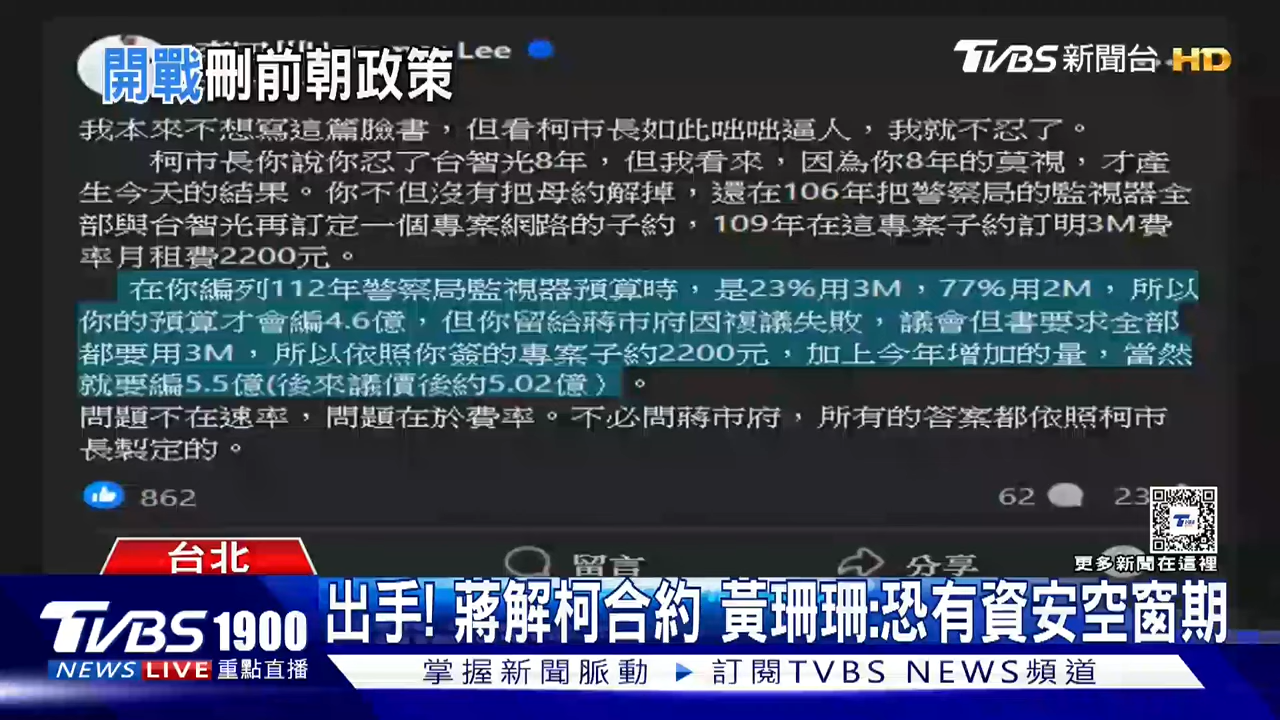 Lee
開戰刪前朝政策
TVBS新聞台 HD
我本來不想寫這篇臉書，但看柯市長如此咄咄逼人，我就不忍了。
柯市長你說你忍了台智光8年，但我看來，因為你8年的莫視，才產
生今天的結果。你不但沒有把母約解掉，還在106年把警察局的監視器全
部與台智光再訂定一個專案網路的子約，109年在這專案子約訂明3M費
率月租費2200元。
在你編列112年警察局監視器預算時，是23%用3M，77%用2M，所以
你的預算才會編4.6億，但你留給蔣市府因複議失敗，議會但書要求全部
都要用3M，所以依照你簽的專案子約2200元，加上今年增加的量，當然
就要編5.5億(後來議價後約5.02億）。
問題不在速率，問題在於費率。不必問蔣市府，所有的答案都依照柯市
長製定的。
862
62
23
留言
分享
TVBS
更多新聞在這裡
台北
出手! 蔣解柯合約 黃珊珊:恐有資安空窗期
TVBS 1900
NEWS LIVE 重點直播
掌握新聞脈動 ▶ 訂閱TVBS NEWS頻道